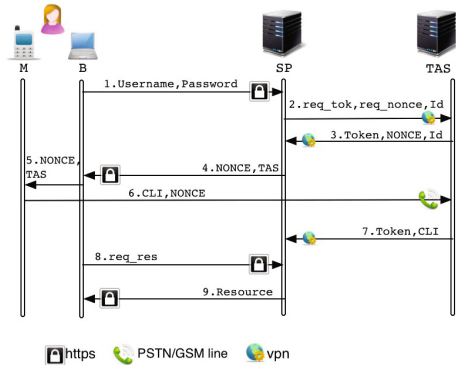 M B SP TAS
1.Username,Password
2.req_tok,req_nonce,Id
3.Token,NONCE,Id
4.NONCE,TAS
5.NONCE,
TAS
6.CLI,NONCE
7.Token,CLI
8.req_res
9.Resource
https PSTN/GSM line vpn